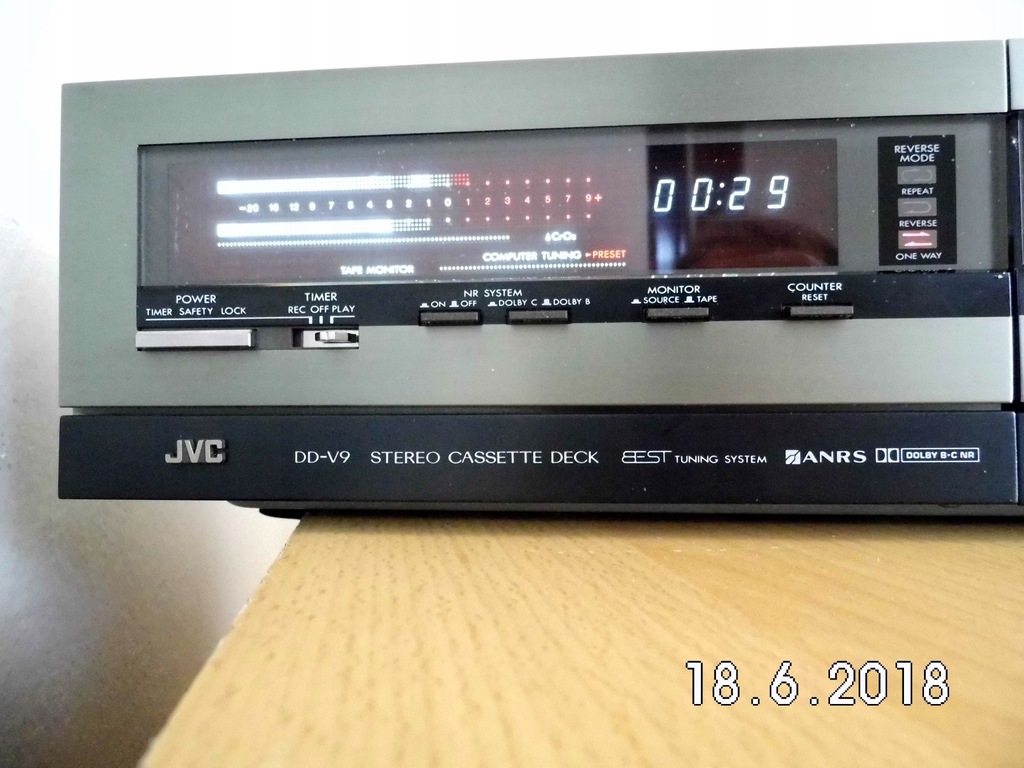 -20 16 12 9 7 6 4 3 2 1 0 1 2 3 4 5 6 7 9+
00:29
CrO₂
COMPUTER TUNING PRESET
TAPE MONITOR
REVERSE
MODE
REPEAT
REVERSE
ONE WAY
POWER
TIMER SAFETY LOCK
TIMER
REC OFF PLAY
NR SYSTEM
ON OFF DOLBY C DOLBY B
MONITOR
SOURCE TAPE
COUNTER
RESET
JVC DD-V9 STEREO CASSETTE DECK BEST TUNING SYSTEM ANRS DOLBY B-C NR
18.6.2018